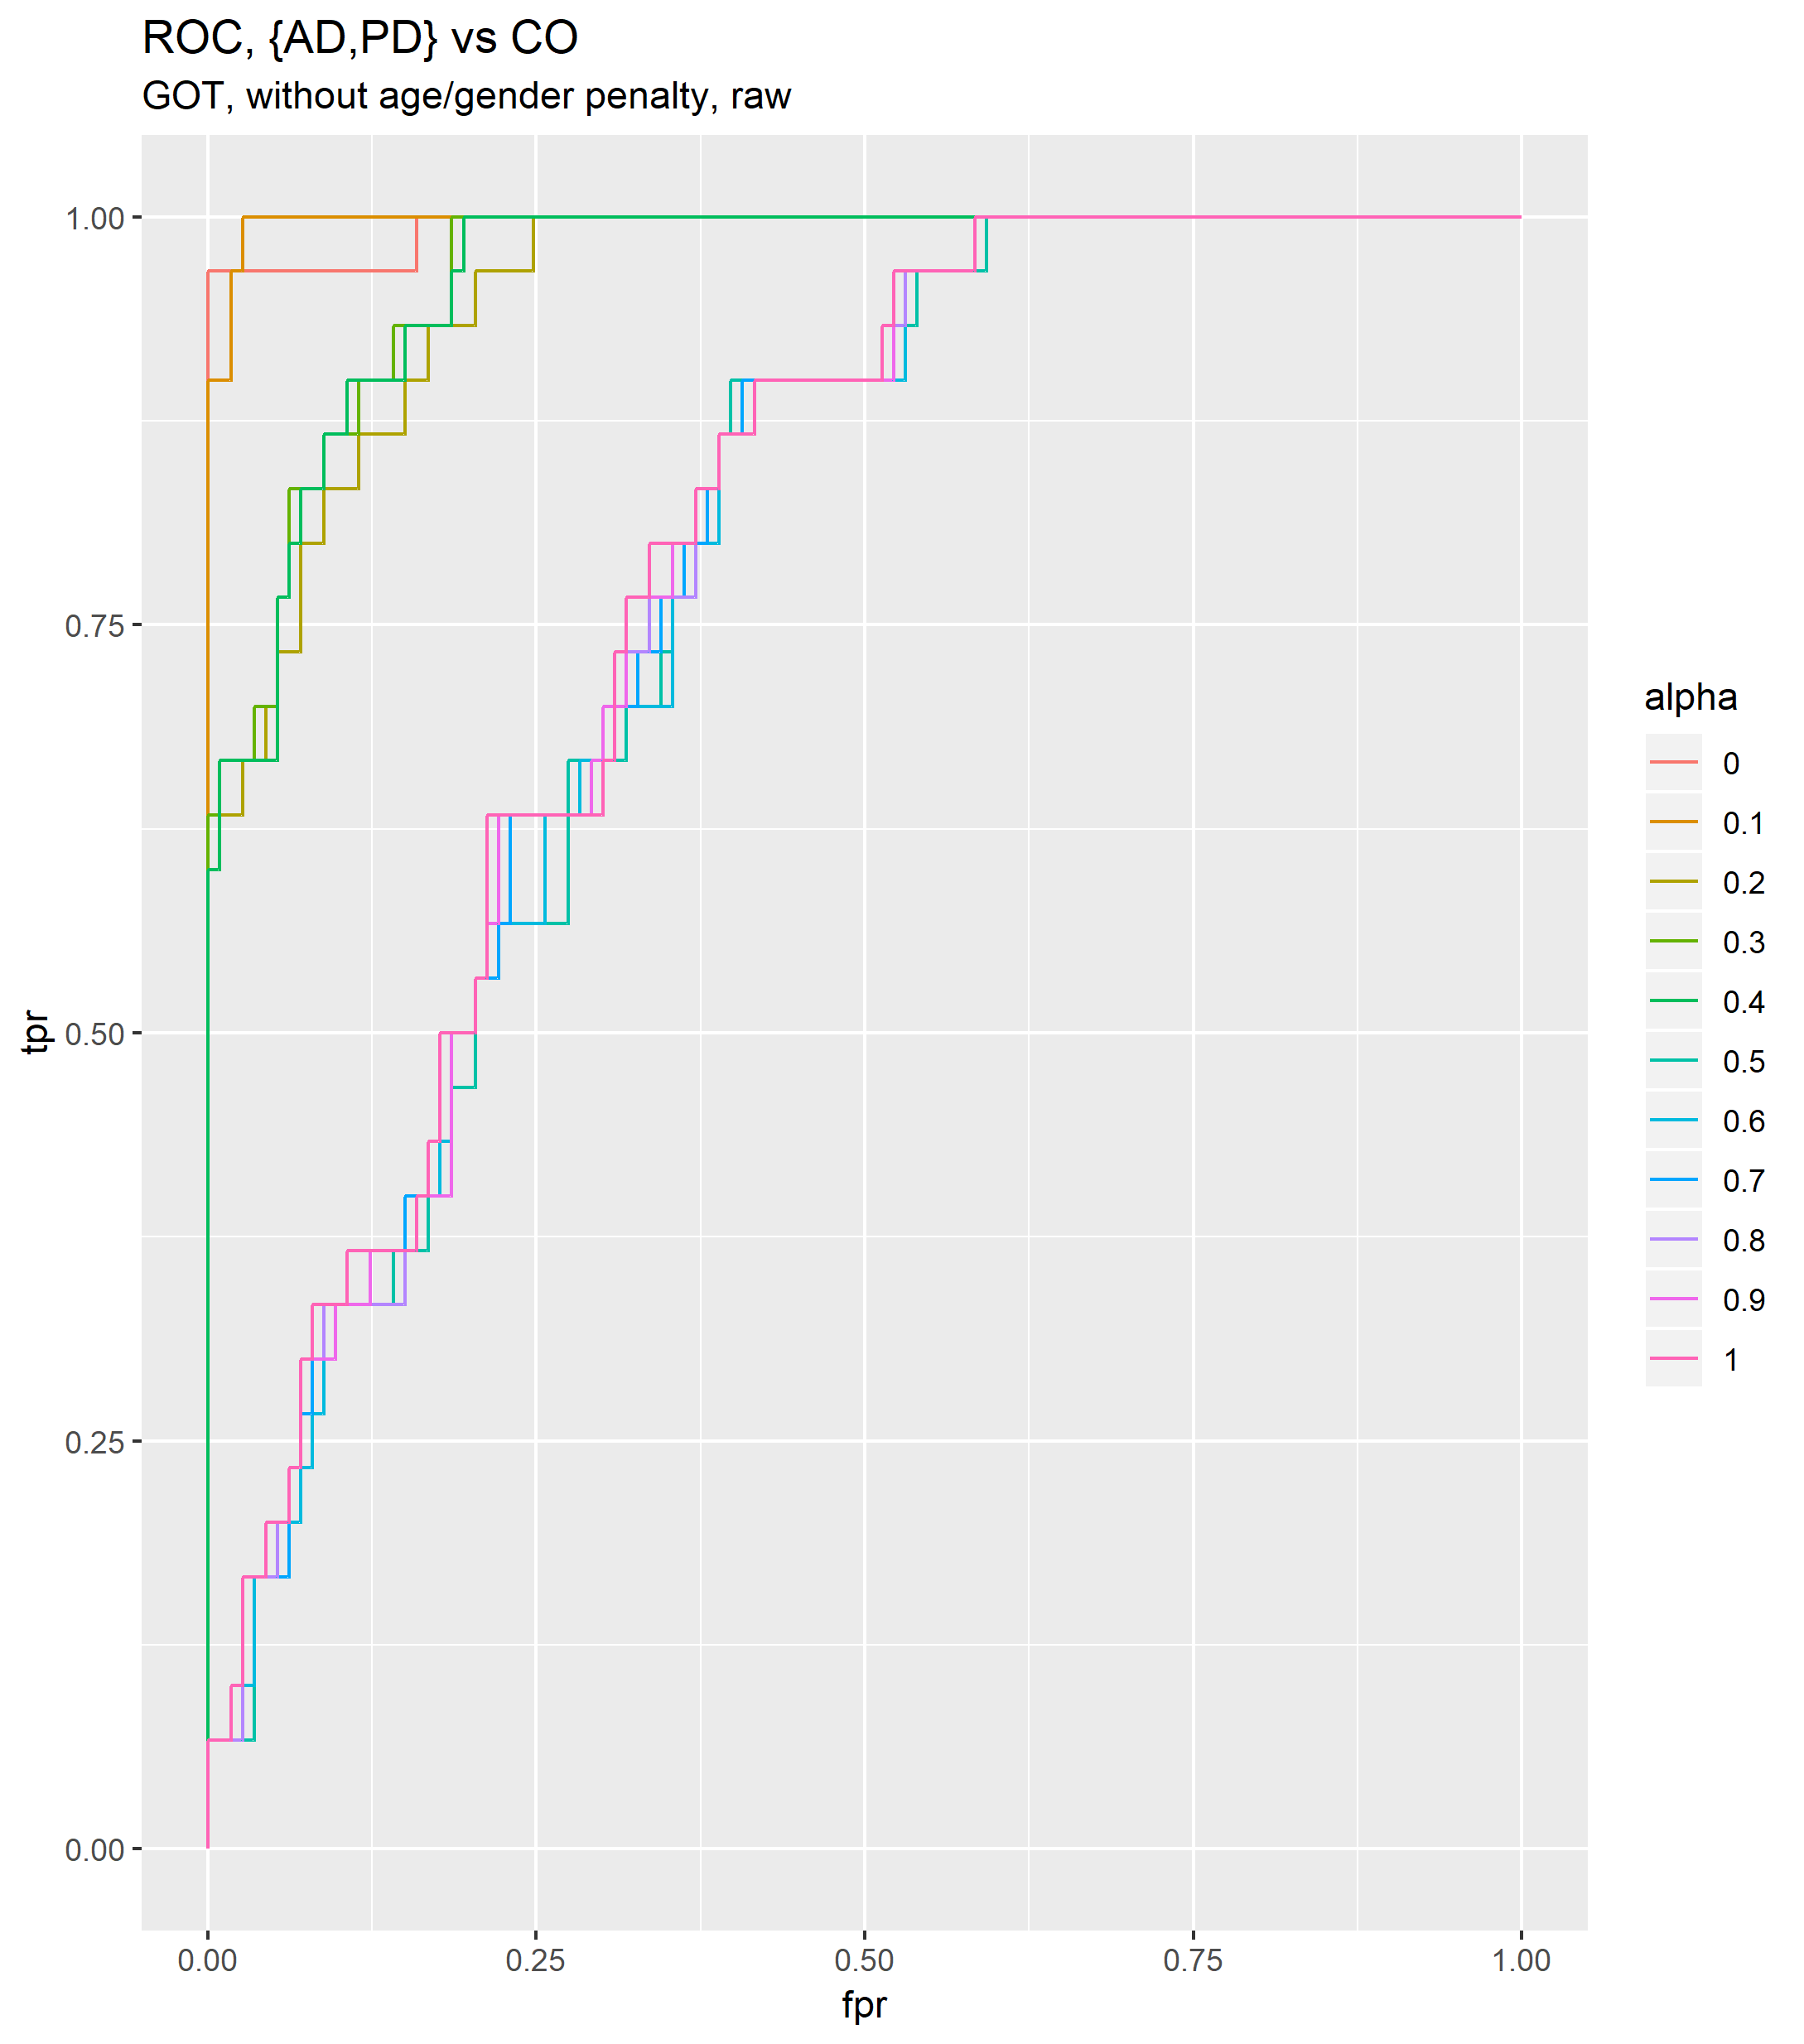 ROC, {AD,PD} vs CO
GOT, without age/gender penalty, raw
1.00
0.75
0.50
0.25
0.00
tpr
0.00 0.25 0.50 0.75 1.00
fpr
alpha
0
0.1
0.2
0.3
0.4
0.5
0.6
0.7
0.8
0.9
1